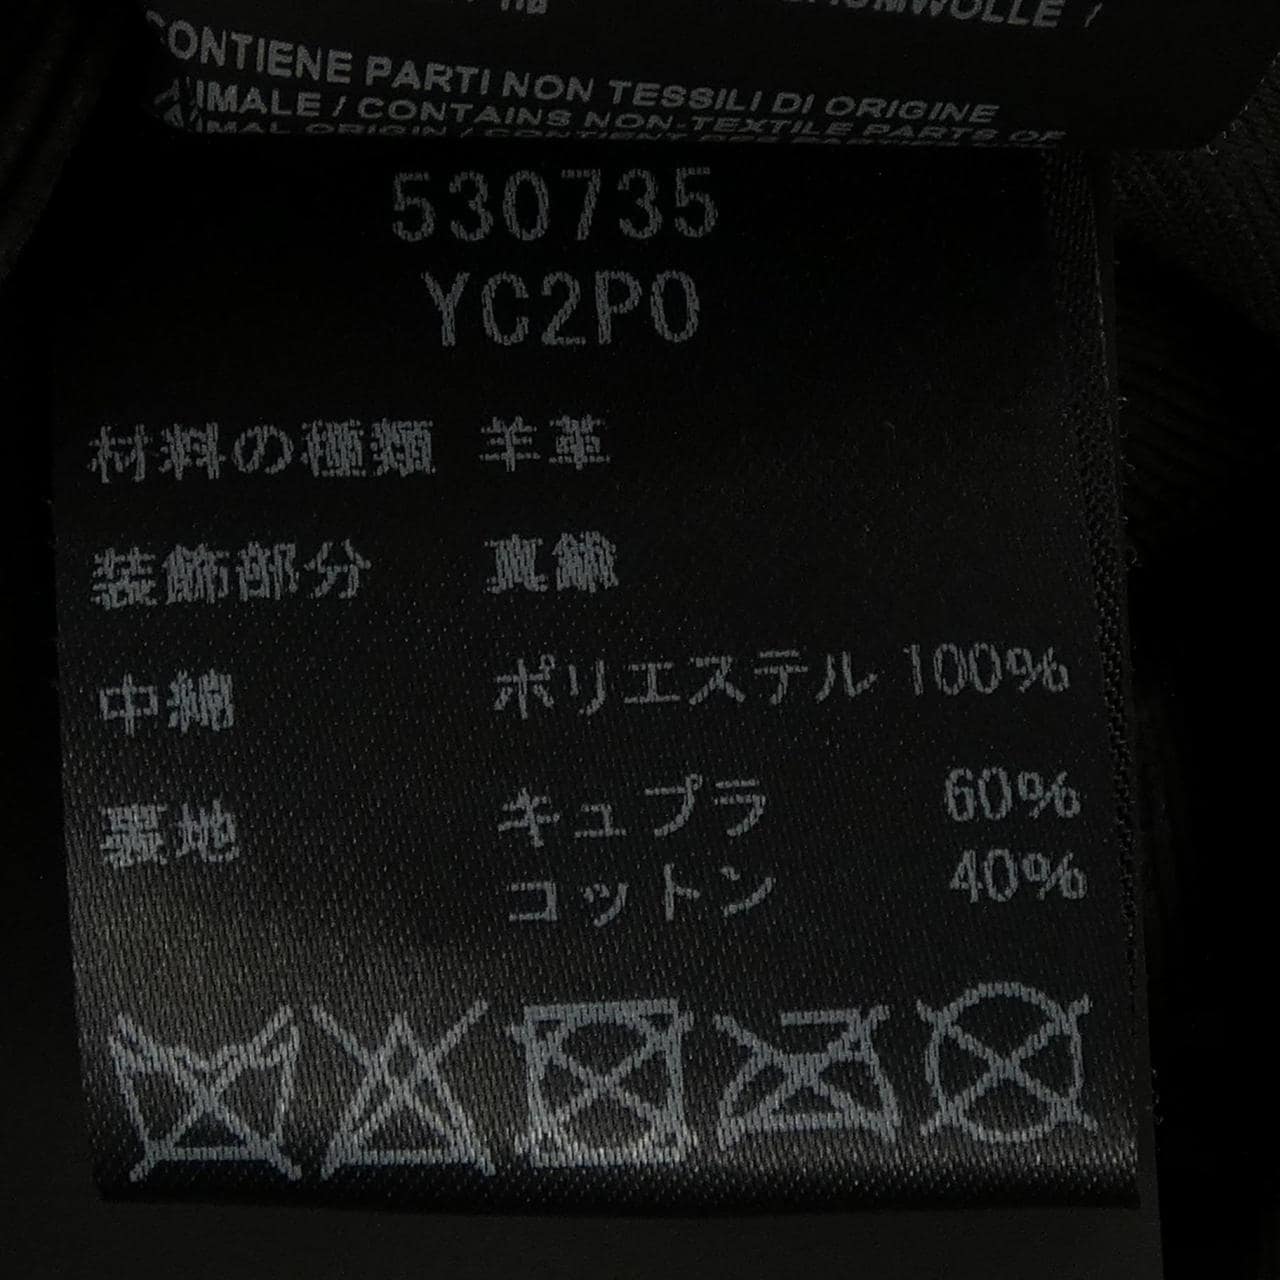 CONTIENE PARTI NON TESSILI DI ORIGINE
ANIMALE / CONTAINS NON-TEXTILE PARTS OF
ANIMAL ORIGIN /
530735
YC2P0
材料の種類 羊革
装飾部分 真鍮
中綿 ポリエステル 100%
裏地 キュプラ 60%
コットン 40%